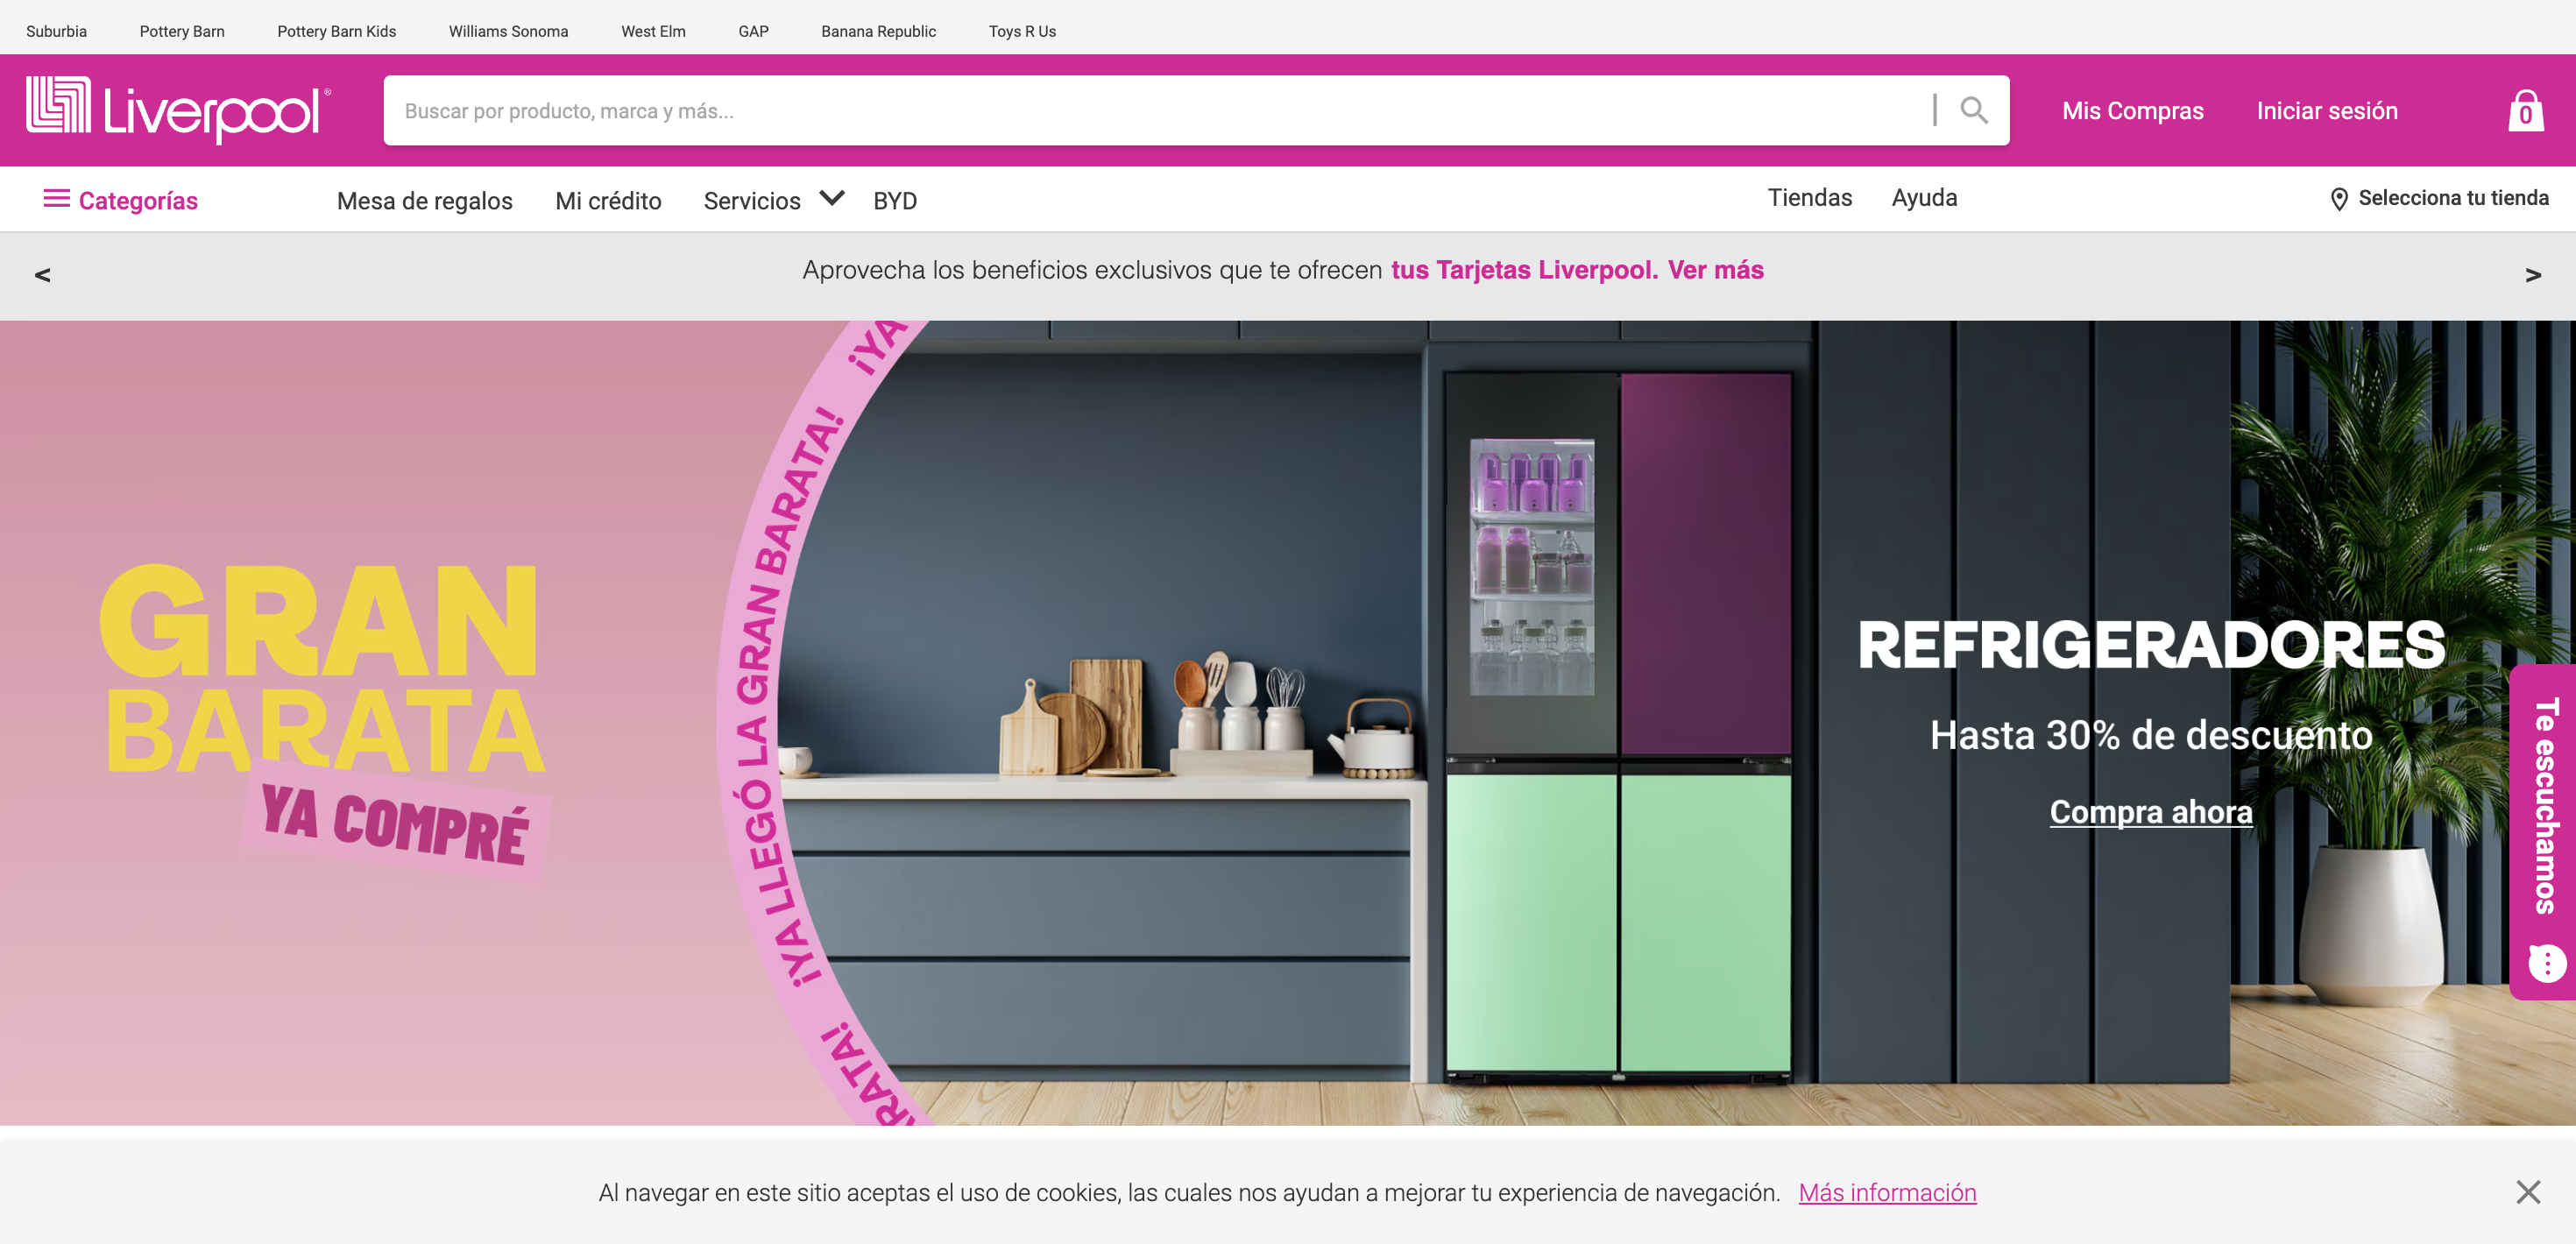 Suburbia Pottery Barn Pottery Barn Kids Williams Sonoma West Elm GAP Banana Republic Toys R Us
Liverpool®
Buscar por producto, marca y más...
Mis Compras
Iniciar sesión
0
Categorías
Mesa de regalos
Mi crédito
Servicios
BYD
Tiendas
Ayuda
Selecciona tu tienda
< Aprovecha los beneficios exclusivos que te ofrecen tus Tarjetas Liverpool. Ver más >
GRAN
BARATA
YA COMPRÉ
¡YA
¡YA LLEGÓ LA GRAN BARATA!
RATA!
REFRIGERADORES
Hasta 30% de descuento
Compra ahora
Te escuchamos
Al navegar en este sitio aceptas el uso de cookies, las cuales nos ayudan a mejorar tu experiencia de navegación. Más información